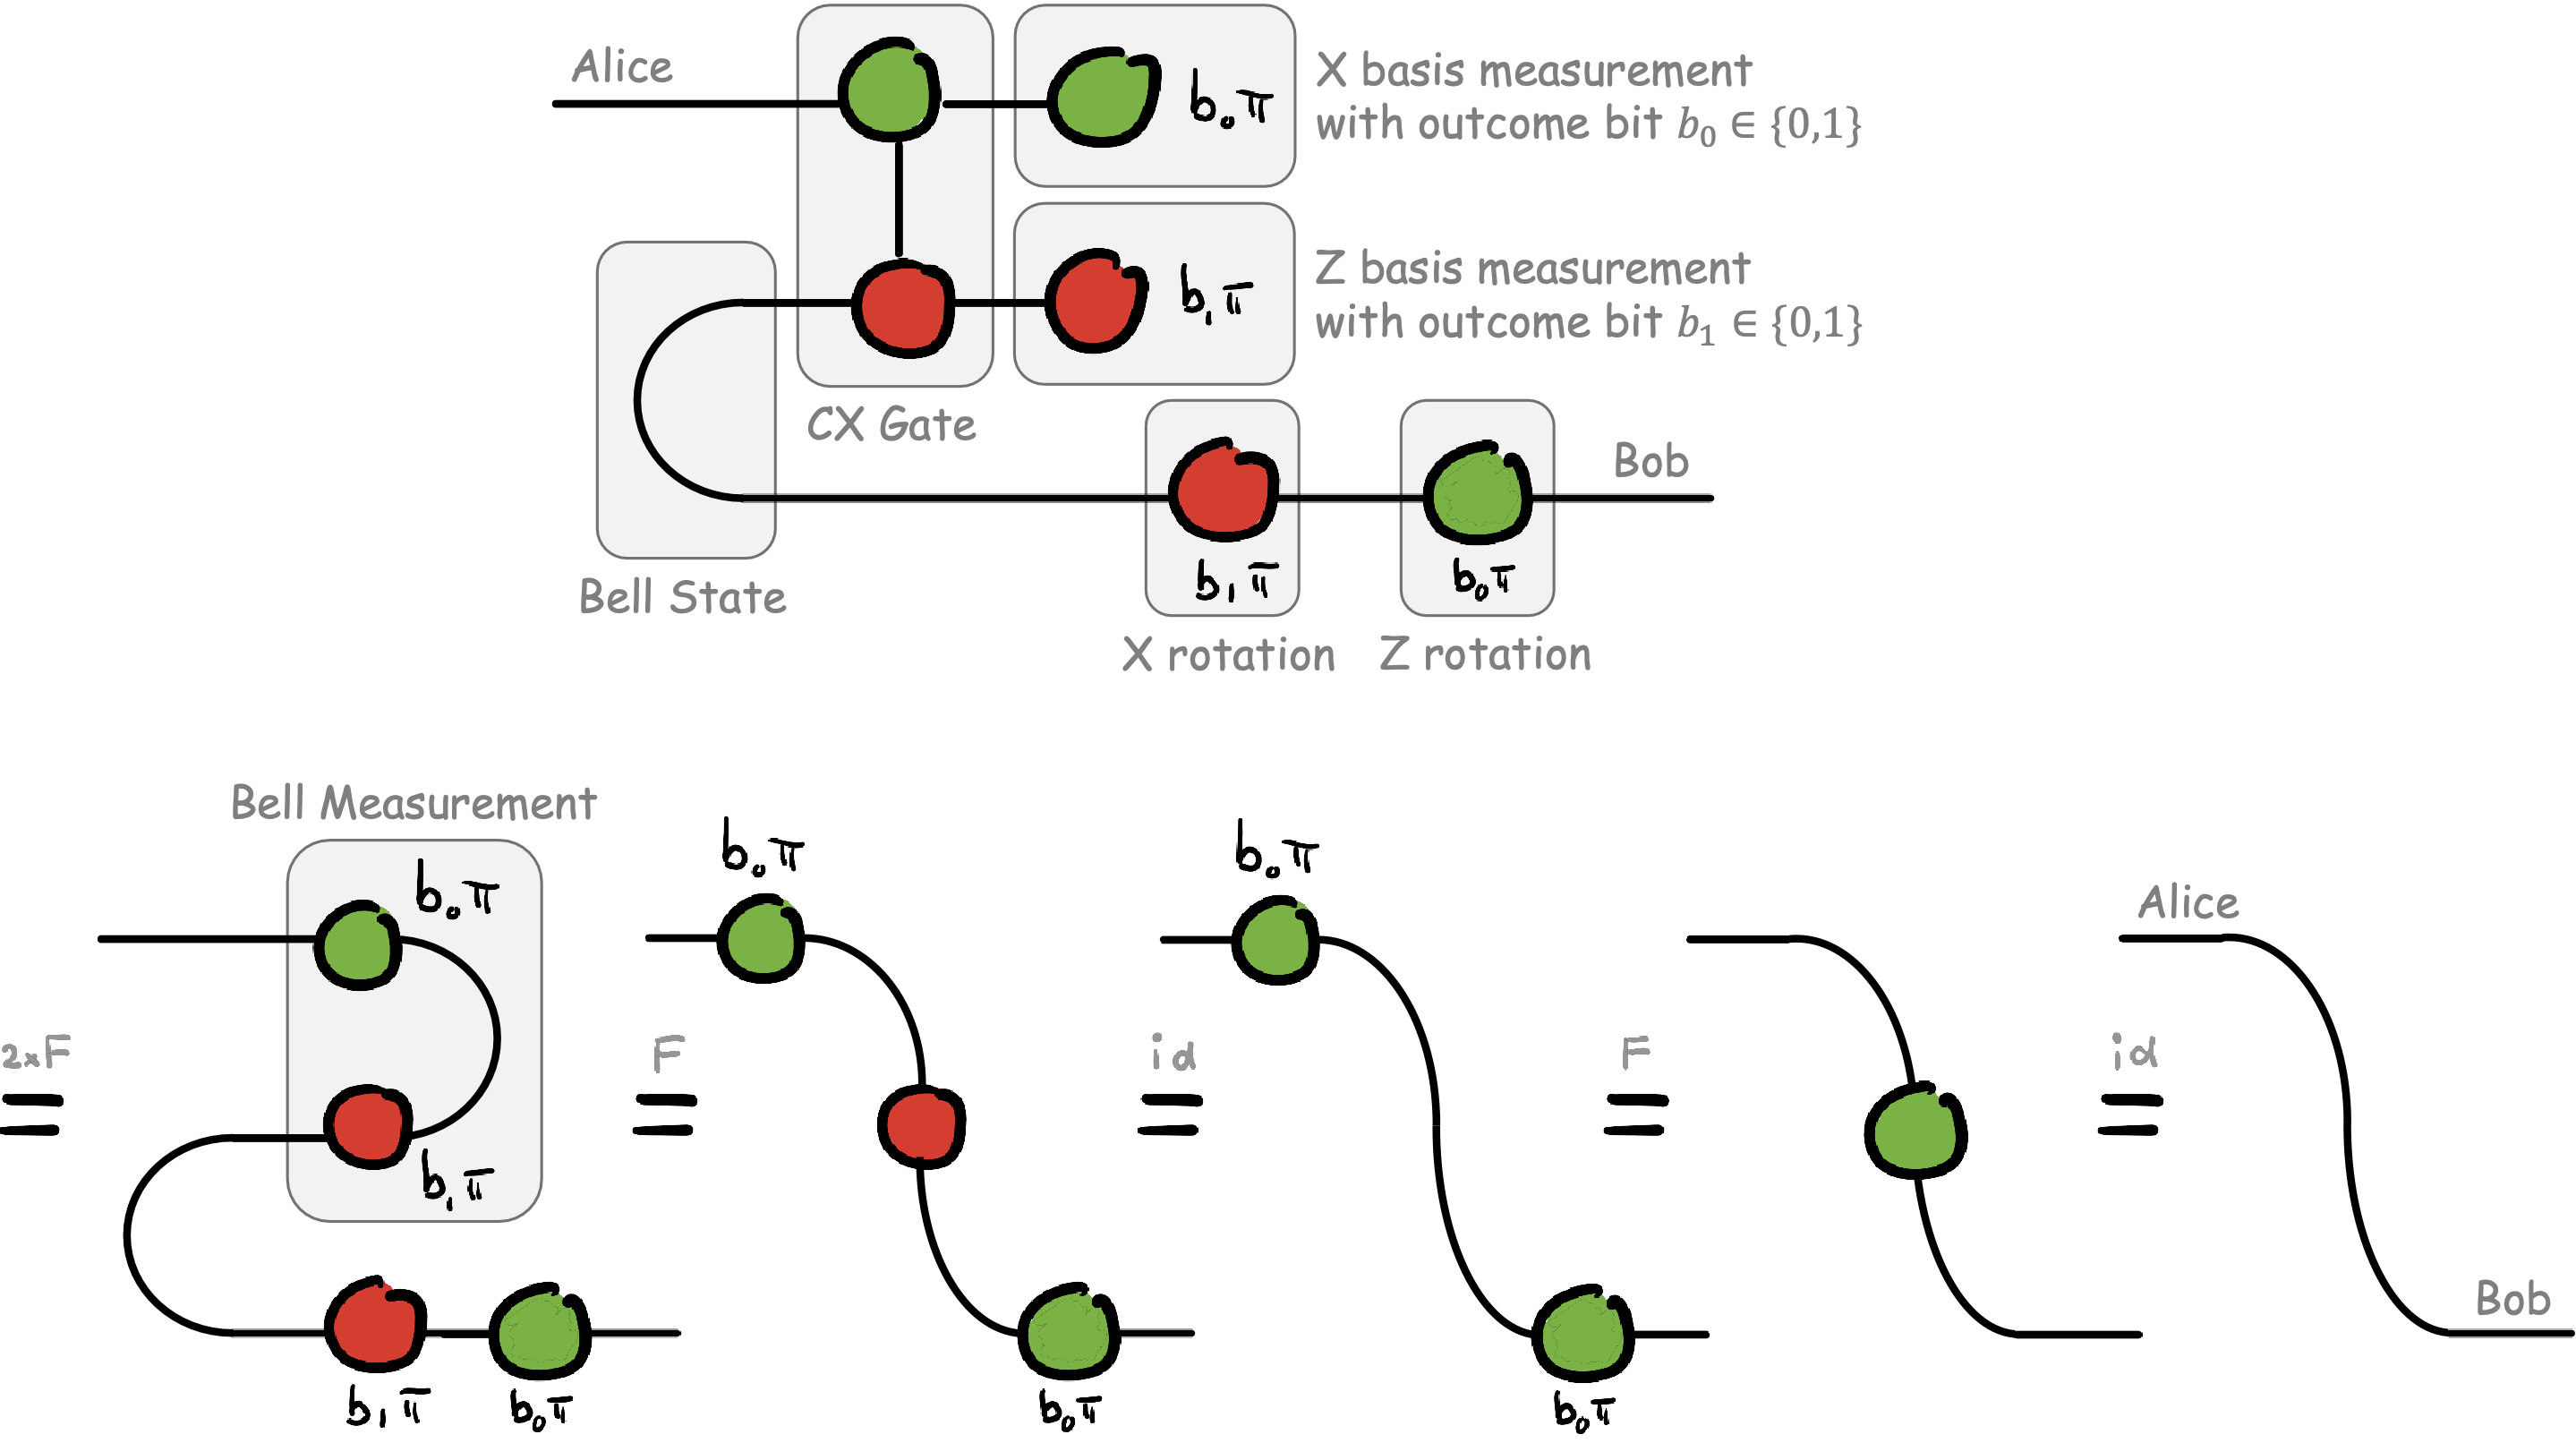 Alice
b₀π
X basis measurement
with outcome bit b₀ ∈ {0,1}
b₁π
Z basis measurement
with outcome bit b₁ ∈ {0,1}
CX Gate
Bob
Bell State
b₁π
b₀π
X rotation
Z rotation
Bell Measurement
b₀π
b₀π
b₀π
Alice
2xF
=
F
=
id
=
F
=
id
=
b₁π
Bob
b₁π
b₀π
b₀π
b₀π